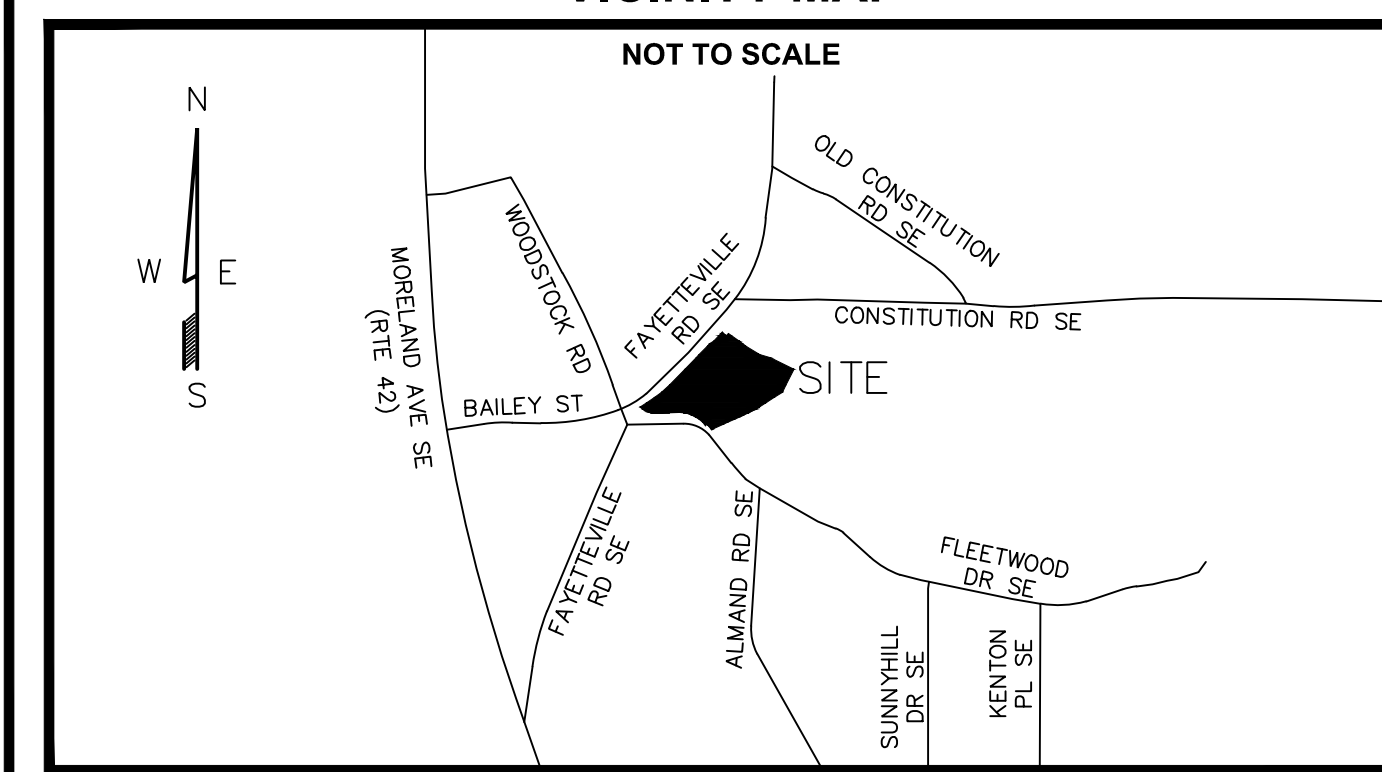 VICINITY MAP
NOT TO SCALE
N
W E
S
OLD CONSTITUTION
RD SE
WOODSTOCK RD
FAYETTEVILLE
RD SE
MORELAND AVE SE
(RTE 42)
CONSTITUTION RD SE
SITE
BAILEY ST
FAYETTEVILLE
RD SE
ALMAND RD SE
FLEETWOOD
DR SE
SUNNYHILL
DR SE
KENTON
PL SE